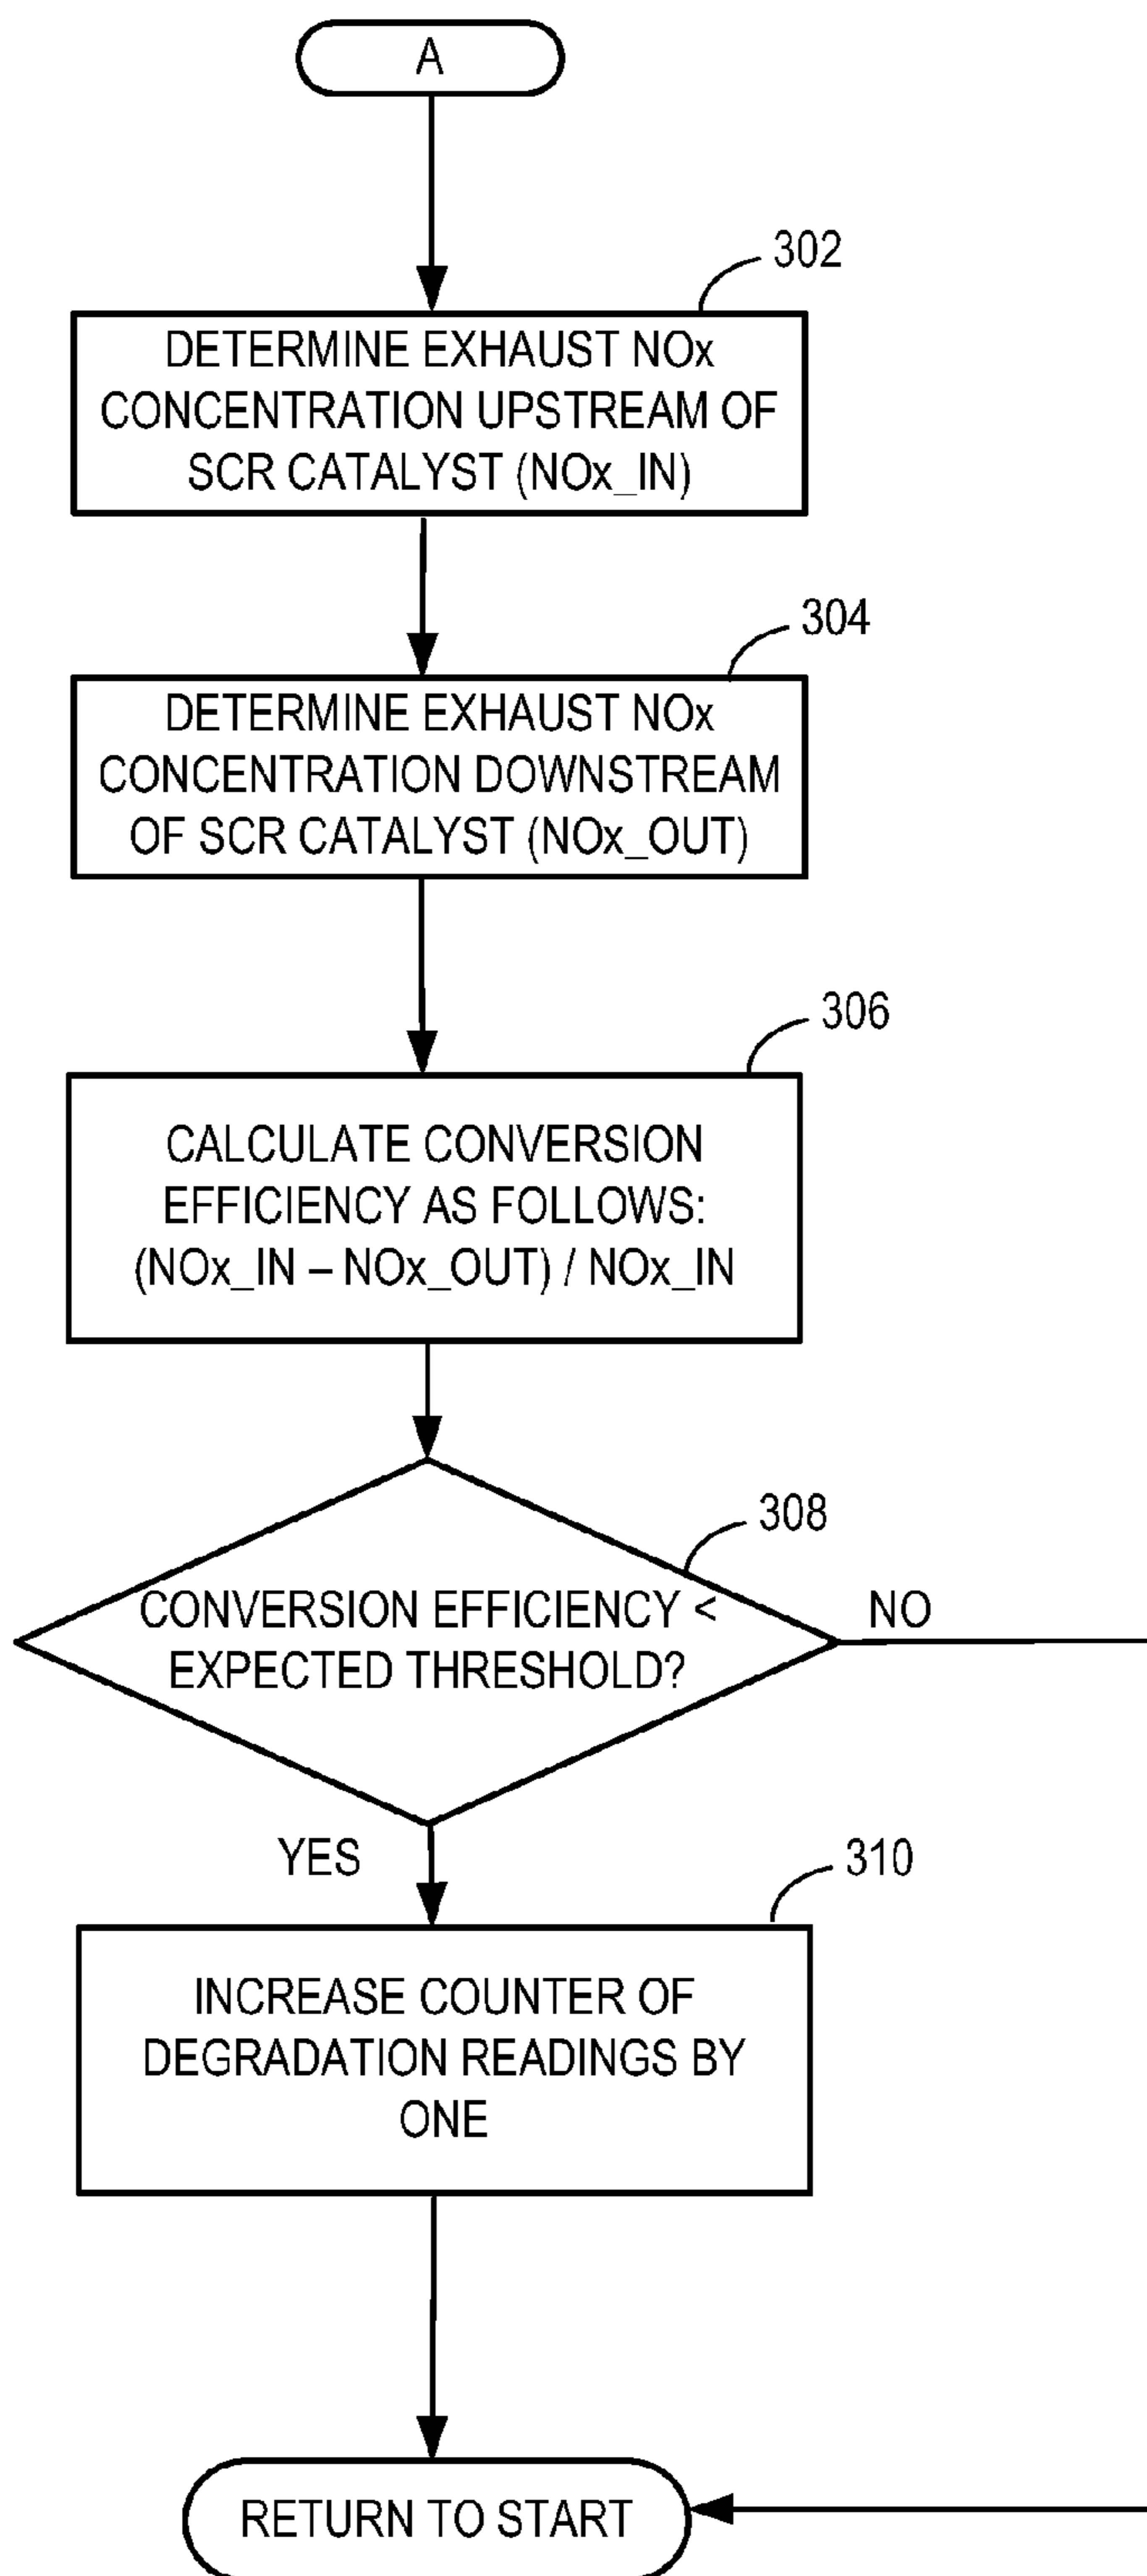 A
302
DETERMINE EXHAUST NOx
CONCENTRATION UPSTREAM OF
SCR CATALYST (NOx_IN)
304
DETERMINE EXHAUST NOx
CONCENTRATION DOWNSTREAM
OF SCR CATALYST (NOx_OUT)
306
CALCULATE CONVERSION
EFFICIENCY AS FOLLOWS:
(NOx_IN – NOx_OUT) / NOx_IN
308
CONVERSION EFFICIENCY <
EXPECTED THRESHOLD?
NO
YES
310
INCREASE COUNTER OF
DEGRADATION READINGS BY
ONE
RETURN TO START